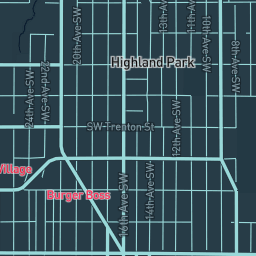 20th Ave SW
13th Ave
11th Ave SW
10th Ave SW
8th Ave SW
Highland Park
22nd Ave SW
24th Ave SW
SW Trenton St
12th Ave SW
Village
Burger Boss
16th Ave SW
14th Ave SW